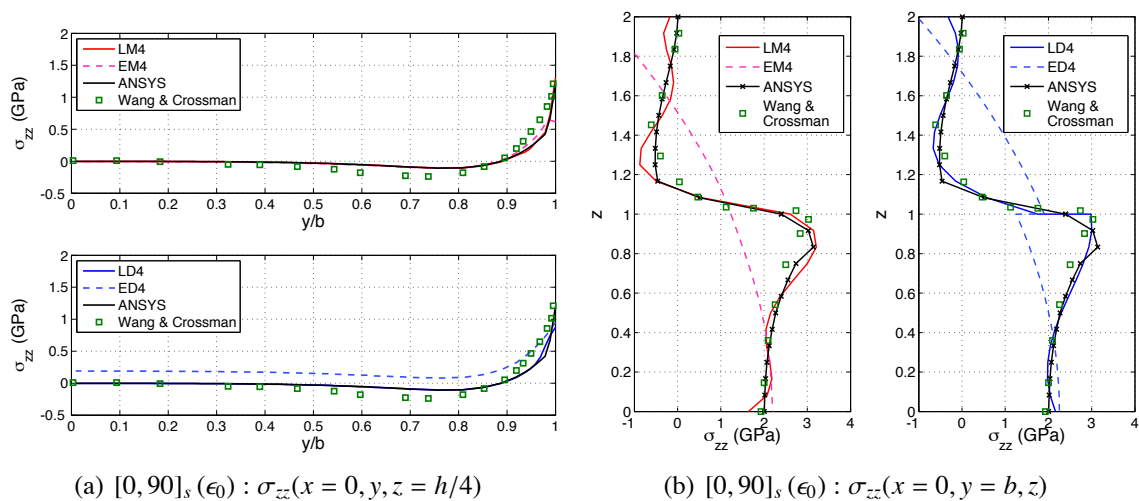 2
1.5
1
0.5
0
-0.5
σzz (GPa)
LM4
EM4
ANSYS
Wang & Crossman
0 0.1 0.2 0.3 0.4 0.5 0.6 0.7 0.8 0.9 1
y/b
2
1.5
1
0.5
0
-0.5
σzz (GPa)
LD4
ED4
ANSYS
Wang & Crossman
0 0.1 0.2 0.3 0.4 0.5 0.6 0.7 0.8 0.9 1
y/b
(a) [0, 90]s (ϵ0) : σzz(x = 0, y, z = h/4)
2
1.8
1.6
1.4
1.2
1
0.8
0.6
0.4
0.2
0
z
LM4
EM4
ANSYS
Wang &
Crossman
-1 0 1 2 3 4
σzz (GPa)
2
1.8
1.6
1.4
1.2
1
0.8
0.6
0.4
0.2
0
z
LD4
ED4
ANSYS
Wang &
Crossman
-1 0 1 2 3 4
σzz (GPa)
(b) [0, 90]s (ϵ0) : σzz(x = 0, y = b, z)